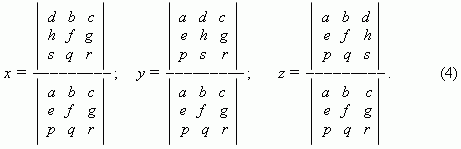 x = | d b c | / | a b c | ; y = | a d c | / | a b c | ; z = | a b d | / | a b c | . (4)
| h f g | / | e f g | | e h g | / | e f g | | e f h | / | e f g |
| s q r | / | p q r | | p s r | / | p q r | | p q s | / | p q r |